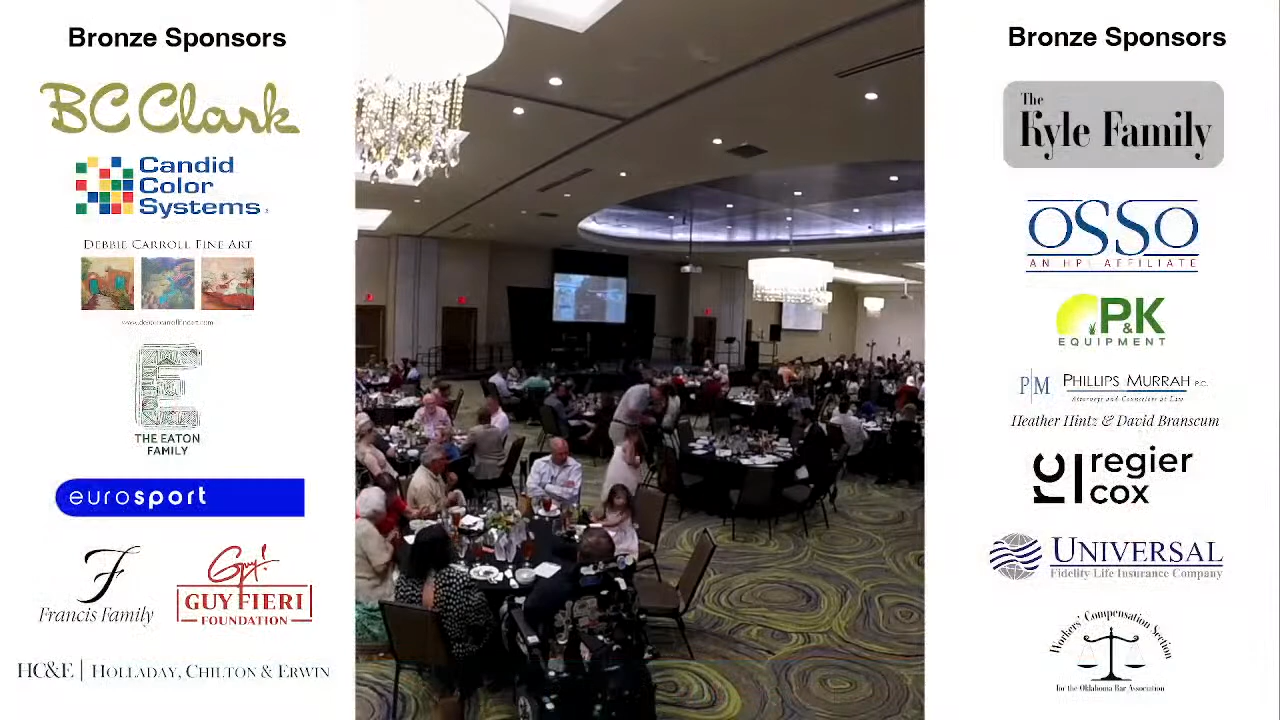 Bronze Sponsors
BC Clark
Candid
Color
Systems
DEBBIE CARROLL FINE ART
E
THE EATON
FAMILY
eurosport
F
Francis Family
Guy!
GUY FIERI
FOUNDATION
HC&E | HOLLADAY, CHILTON & ERWIN
Bronze Sponsors
The
Kyle Family
OSSO
AN HPI AFFILIATE
P&K
EQUIPMENT
P|M PHILLIPS MURRAH P.C.
Attorneys and Counselors at Law
Heather Hintz & David Branscum
rc regier
cox
UNIVERSAL
Fidelity Life Insurance Company
Workers' Compensation Section
for the Oklahoma Bar Association